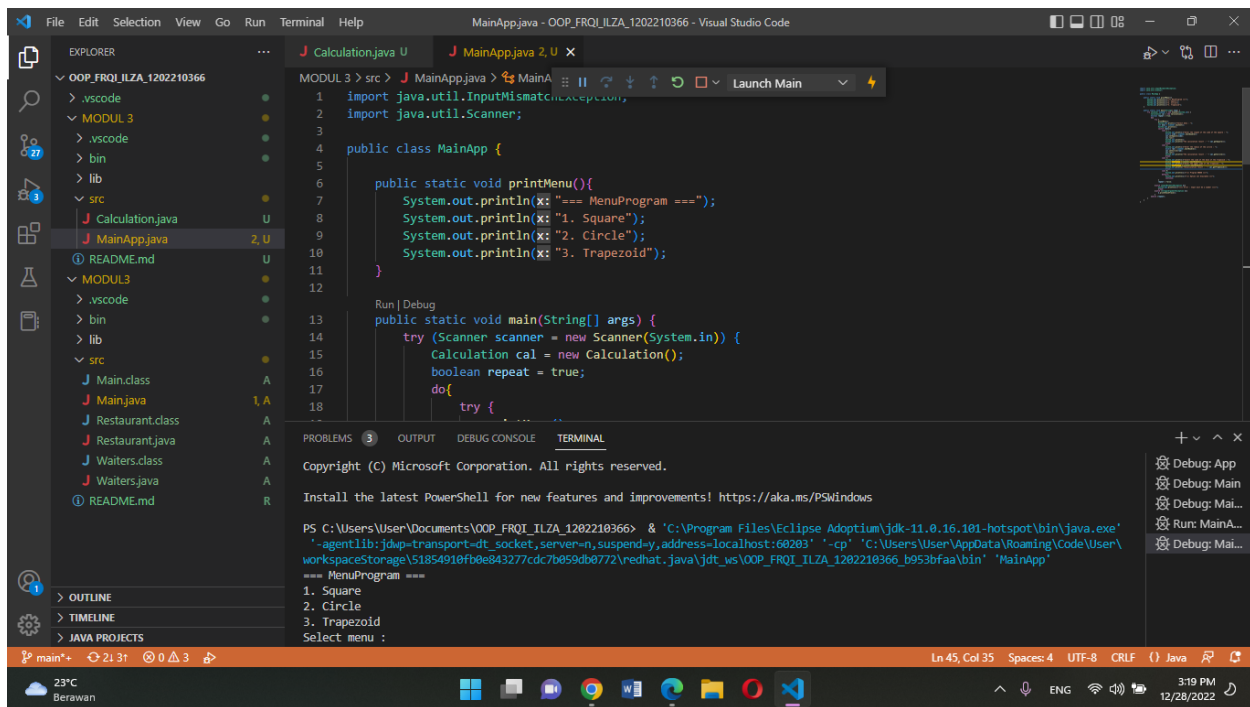 File Edit Selection View Go Run Terminal Help MainApp.java - OOP_FRQI_ILZA_1202210366 - Visual Studio Code
EXPLORER ...
OOP_FRQI_ILZA_1202210366
.vscode
MODUL 3
.vscode
bin
lib
src
Calculation.java U
MainApp.java 2, U
README.md U
MODUL3
.vscode
bin
lib
src
Main.class A
Main.java 1, A
Restaurant.class A
Restaurant.java A
Waiters.class A
Waiters.java A
README.md R
OUTLINE
TIMELINE
JAVA PROJECTS
27
3
1
J Calculation.java U J MainApp.java 2, U
MODUL 3 > src > J MainApp.java > MainA
Launch Main
1 import java.util.InputMismatchException;
2 import java.util.Scanner;
3
4 public class MainApp {
5
6 public static void printMenu(){
7 System.out.println(x: "=== MenuProgram ===");
8 System.out.println(x: "1. Square");
9 System.out.println(x: "2. Circle");
10 System.out.println(x: "3. Trapezoid");
11 }
12
Run | Debug
13 public static void main(String[] args) {
14 try (Scanner scanner = new Scanner(System.in)) {
15 Calculation cal = new Calculation();
16 boolean repeat = true;
17 do{
18 try {
PROBLEMS 3 OUTPUT DEBUG CONSOLE TERMINAL
Copyright (C) Microsoft Corporation. All rights reserved.
Install the latest PowerShell for new features and improvements! https://aka.ms/PSWindows
PS C:\Users\User\Documents\OOP_FRQI_ILZA_1202210366> & 'C:\Program Files\Eclipse Adoptium\jdk-11.0.16.101-hotspot\bin\java.exe'
'-agentlib:jdwp=transport=dt_socket,server=n,suspend=y,address=localhost:60203' '-cp' 'C:\Users\User\AppData\Roaming\Code\User\
workspaceStorage\51854910fb0e843277cdc7b059db0772\redhat.java\jdt_ws\OOP_FRQI_ILZA_1202210366_b953bfaa\bin' 'MainApp'
=== MenuProgram ===
1. Square
2. Circle
3. Trapezoid
Select menu :
Debug: App
Debug: Main
Debug: Mai...
Run: MainA...
Debug: Mai...
main*+ 2↓ 3↑ 0 3 Ln 45, Col 35 Spaces: 4 UTF-8 CRLF {} Java
23°C
Berawan
ENG
3:19 PM
12/28/2022